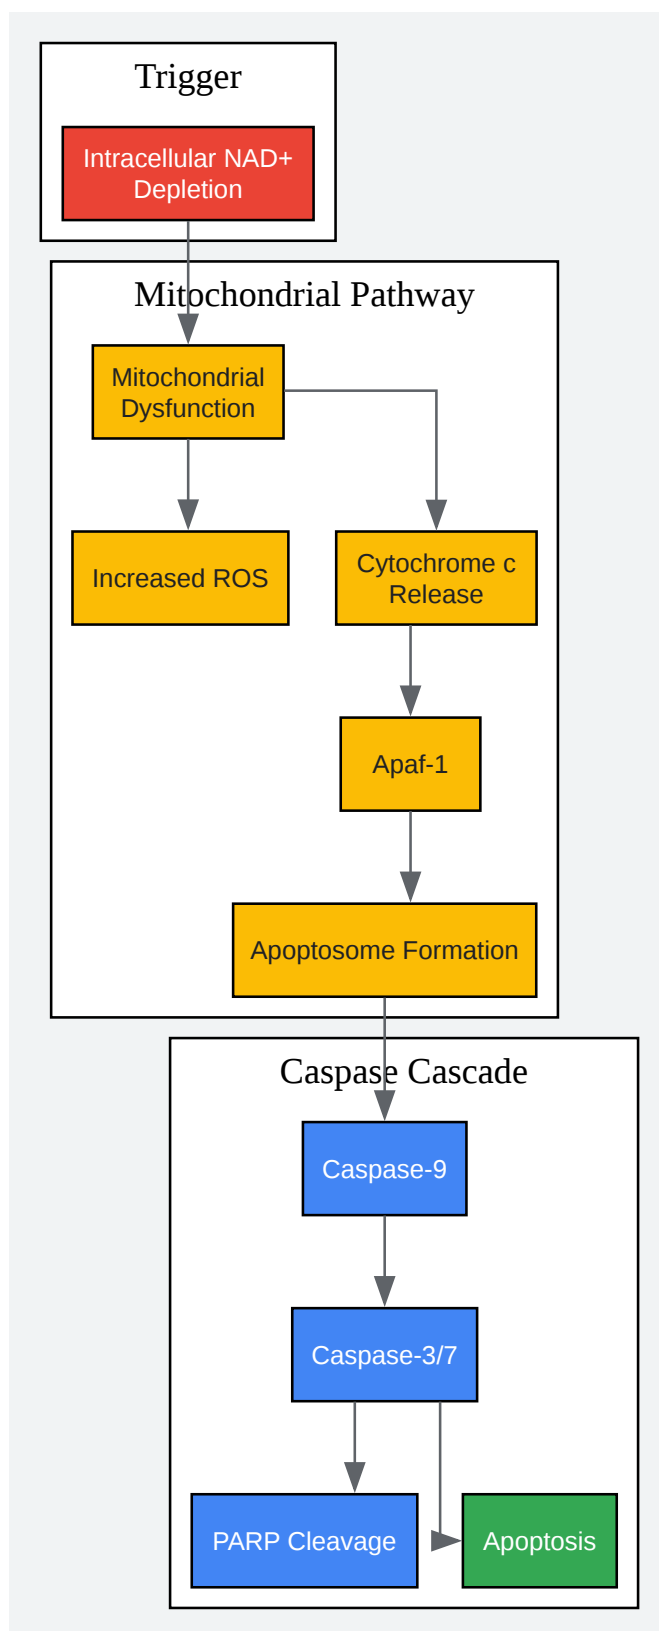 Trigger
Intracellular NAD+
Depletion
Mitochondrial Pathway
Mitochondrial
Dysfunction
Increased ROS
Cytochrome c
Release
Apaf-1
Apoptosome Formation
Caspase Cascade
Caspase-9
Caspase-3/7
PARP Cleavage
Apoptosis